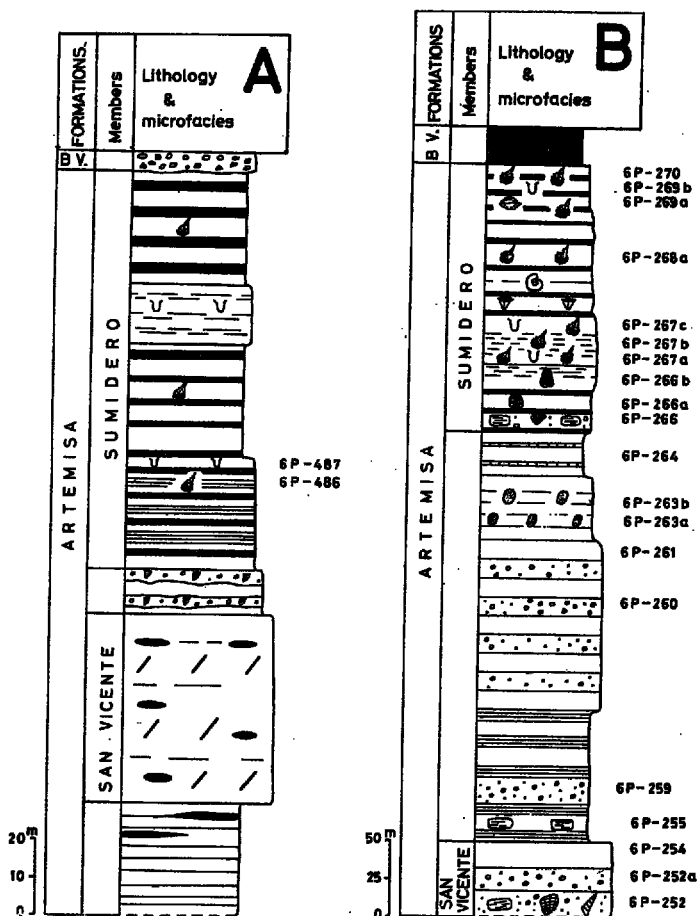 A
FORMATIONS.
Members
Lithology
&
microfacies
B V.
ARTEMISA
SUMIDERO
SAN VICENTE
6P-487
6P-486
20 m
10
0
B
FORMATIONS
Members
Lithology
&
microfacies
B V.
ARTEMISA
SUMIDERO
SAN
VICENTE
6P-270
6P-269b
6P-269a
6P-268a
6P-267c
6P-267b
6P-267a
6P-266b
6P-266a
6P-266
6P-264
6P-263b
6P-263a
6P-261
6P-260
6P-259
6P-255
6P-254
6P-252a
6P-252
50 m
25
0